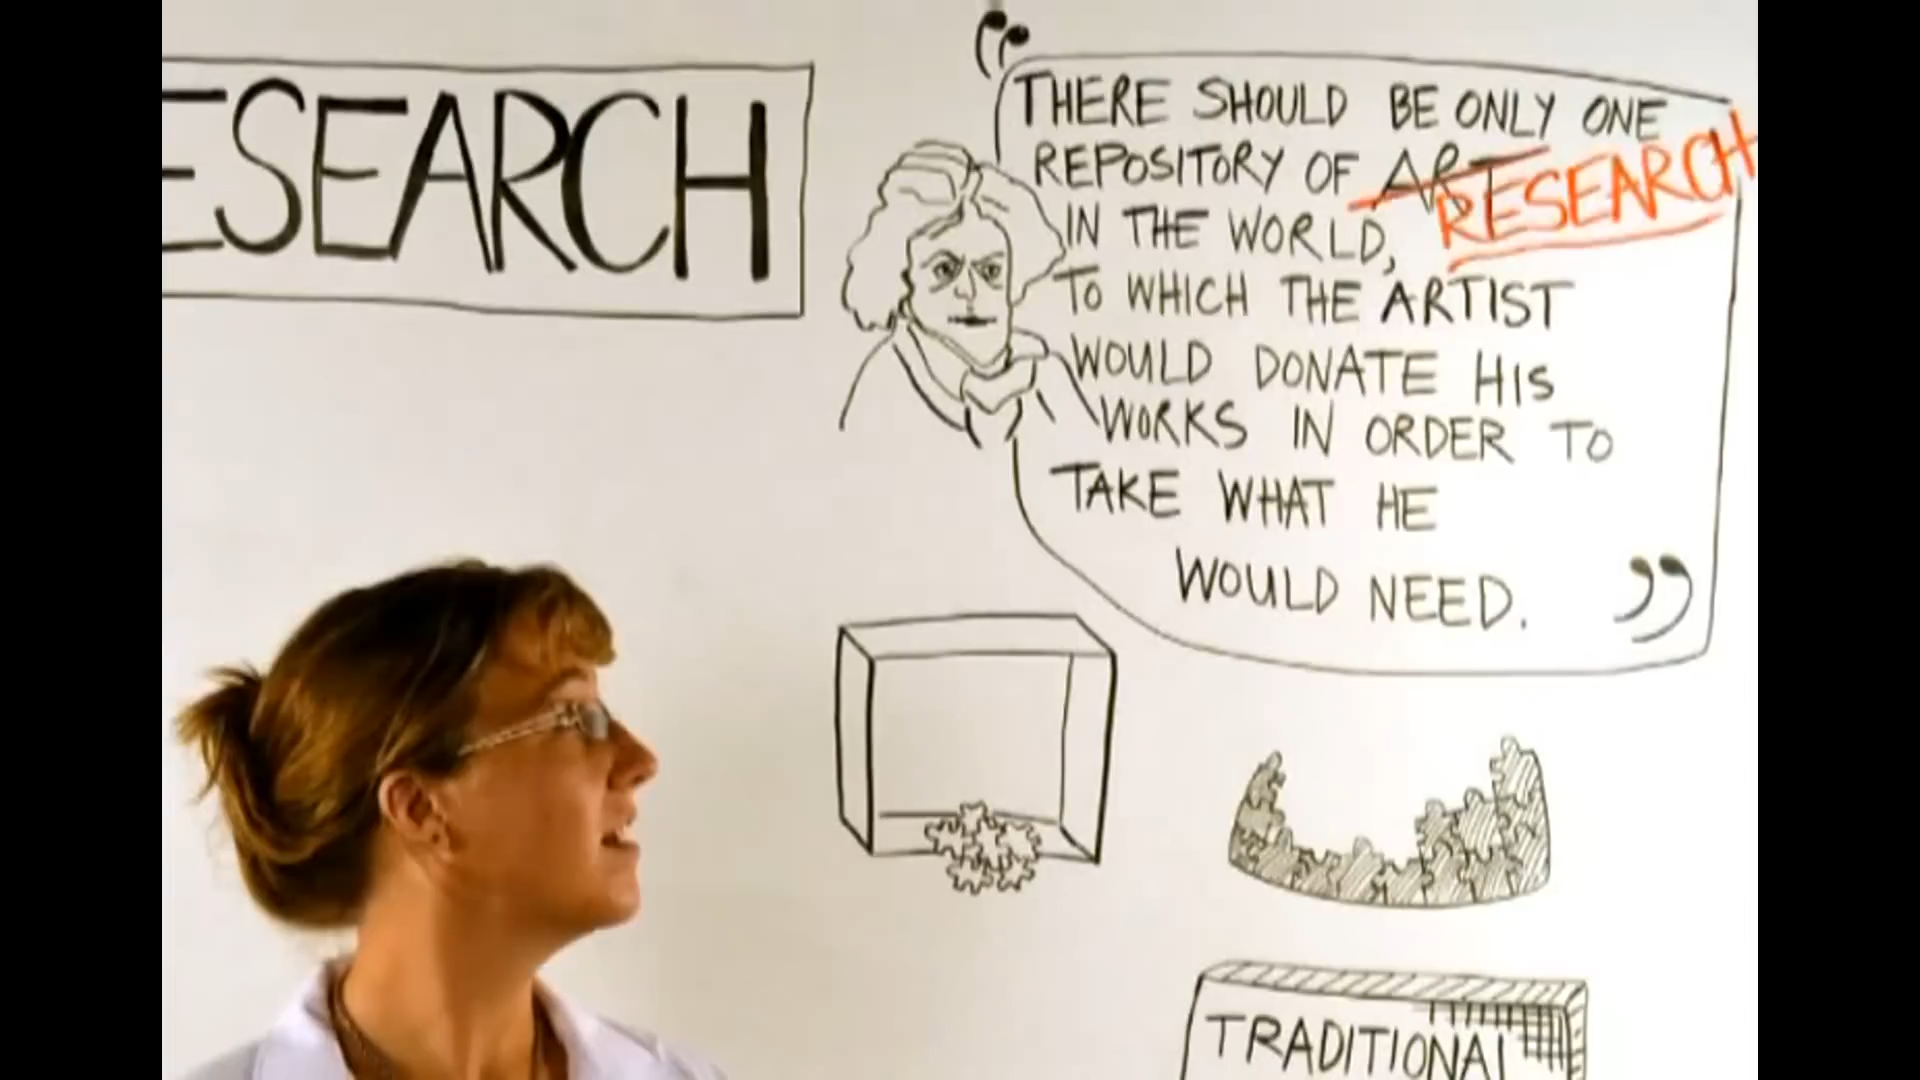 ESEARCH
THERE SHOULD BE ONLY ONE
REPOSITORY OF ART RESEARCH
IN THE WORLD,
TO WHICH THE ARTIST
WOULD DONATE HIS
WORKS IN ORDER TO
TAKE WHAT HE
WOULD NEED.
TRADITIONAL